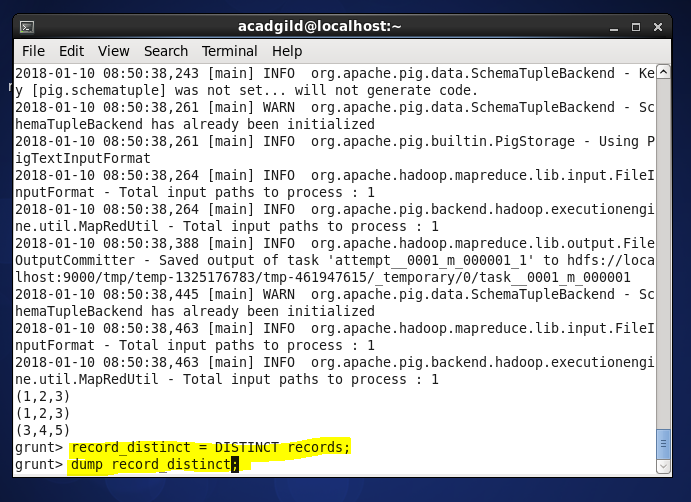 acadgild@localhost:~
File Edit View Search Terminal Help
2018-01-10 08:50:38,243 [main] INFO  org.apache.pig.data.SchemaTupleBackend - Ke
y [pig.schematuple] was not set... will not generate code.
2018-01-10 08:50:38,261 [main] WARN  org.apache.pig.data.SchemaTupleBackend - Sc
hemaTupleBackend has already been initialized
2018-01-10 08:50:38,261 [main] INFO  org.apache.pig.builtin.PigStorage - Using P
igTextInputFormat
2018-01-10 08:50:38,264 [main] INFO  org.apache.hadoop.mapreduce.lib.input.FileI
nputFormat - Total input paths to process : 1
2018-01-10 08:50:38,264 [main] INFO  org.apache.pig.backend.hadoop.executionengi
ne.util.MapRedUtil - Total input paths to process : 1
2018-01-10 08:50:38,388 [main] INFO  org.apache.hadoop.mapreduce.lib.output.File
OutputCommitter - Saved output of task 'attempt__0001_m_000001_1' to hdfs://loca
lhost:9000/tmp/temp-1325176783/tmp-461947615/_temporary/0/task__0001_m_000001
2018-01-10 08:50:38,445 [main] WARN  org.apache.pig.data.SchemaTupleBackend - Sc
hemaTupleBackend has already been initialized
2018-01-10 08:50:38,463 [main] INFO  org.apache.hadoop.mapreduce.lib.input.FileI
nputFormat - Total input paths to process : 1
2018-01-10 08:50:38,463 [main] INFO  org.apache.pig.backend.hadoop.executionengi
ne.util.MapRedUtil - Total input paths to process : 1
(1,2,3)
(1,2,3)
(3,4,5)
grunt> record_distinct = DISTINCT records;
grunt> dump record_distinct;